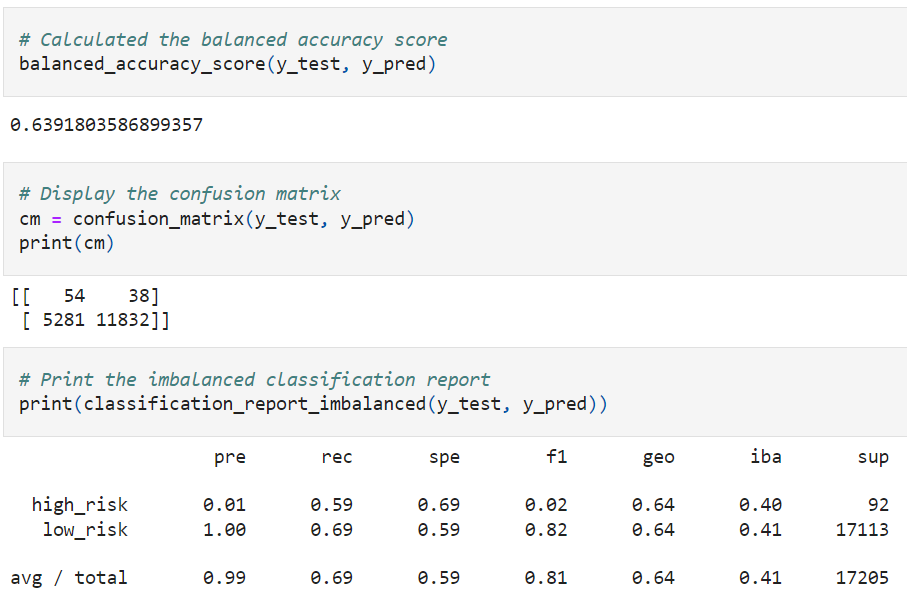 # Calculated the balanced accuracy score
balanced_accuracy_score(y_test, y_pred)
0.6391803586899357
# Display the confusion matrix
cm = confusion_matrix(y_test, y_pred)
print(cm)
[[   54    38]
 [ 5281 11832]]
# Print the imbalanced classification report
print(classification_report_imbalanced(y_test, y_pred))
pre rec spe f1 geo iba sup
high_risk 0.01 0.59 0.69 0.02 0.64 0.40 92
low_risk 1.00 0.69 0.59 0.82 0.64 0.41 17113
avg / total 0.99 0.69 0.59 0.81 0.64 0.41 17205